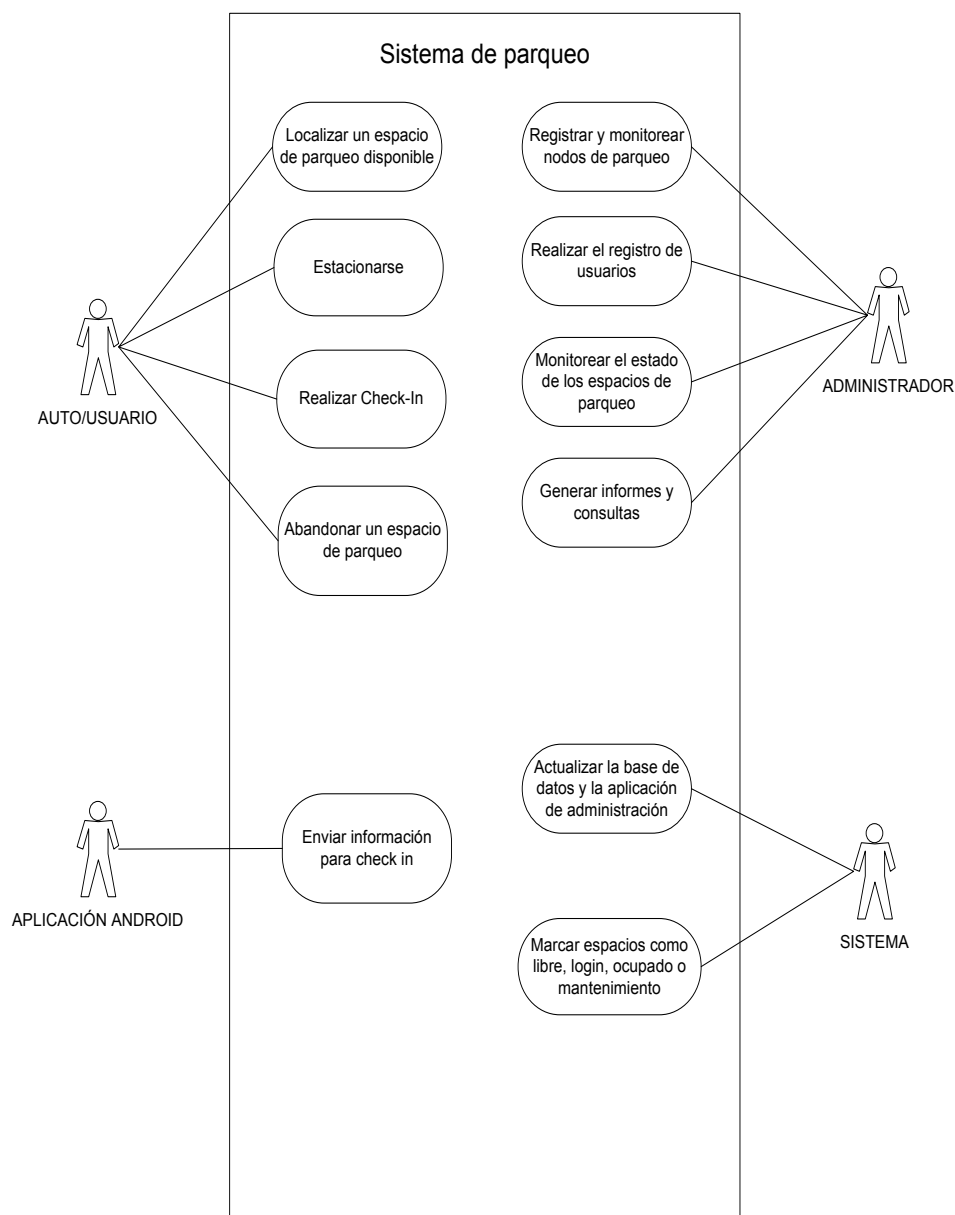 Sistema de parqueo
Localizar un espacio
de parqueo disponible
Estacionarse
Realizar Check-In
Abandonar un espacio
de parqueo
AUTO/USUARIO
Registrar y monitorear
nodos de parqueo
Realizar el registro de
usuarios
Monitorear el estado
de los espacios de
parqueo
Generar informes y
consultas
ADMINISTRADOR
Enviar información
para check in
APLICACIÓN ANDROID
Actualizar la base de
datos y la aplicación
de administración
Marcar espacios como
libre, login, ocupado o
mantenimiento
SISTEMA